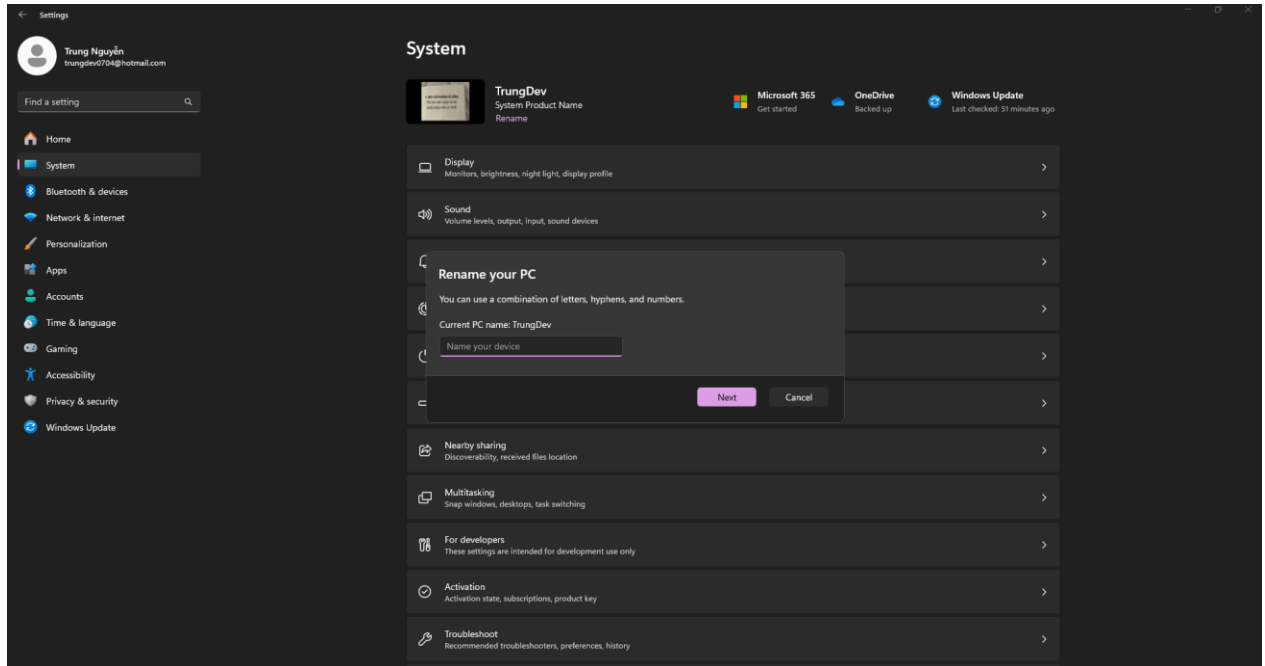 Settings
Trung Nguyễn
trungdev0704@hotmail.com
Find a setting
Home
System
Bluetooth & devices
Network & internet
Personalization
Apps
Accounts
Time & language
Gaming
Accessibility
Privacy & security
Windows Update
System
TrungDev
System Product Name
Rename
Microsoft 365
Get started
OneDrive
Backed up
Windows Update
Last checked: 51 minutes ago
Display
Monitors, brightness, night light, display profile
Sound
Volume levels, output, input, sound devices
Rename your PC
You can use a combination of letters, hyphens, and numbers.
Current PC name: TrungDev
Name your device
Next
Cancel
Nearby sharing
Discoverability, received files location
Multitasking
Snap windows, desktops, task switching
For developers
These settings are intended for development use only
Activation
Activation state, subscriptions, product key
Troubleshoot
Recommended troubleshooters, preferences, history